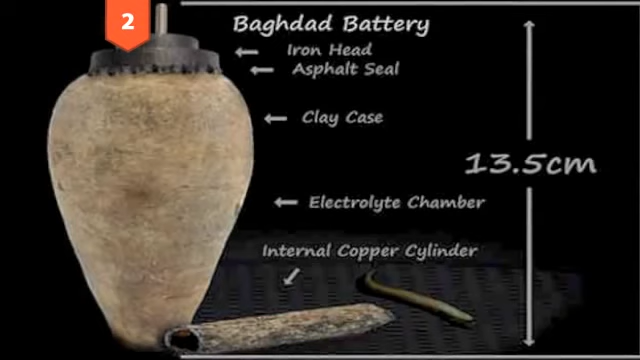 2
Baghdad Battery
Iron Head
Asphalt Seal
Clay Case
13.5cm
Electrolyte Chamber
Internal Copper Cylinder